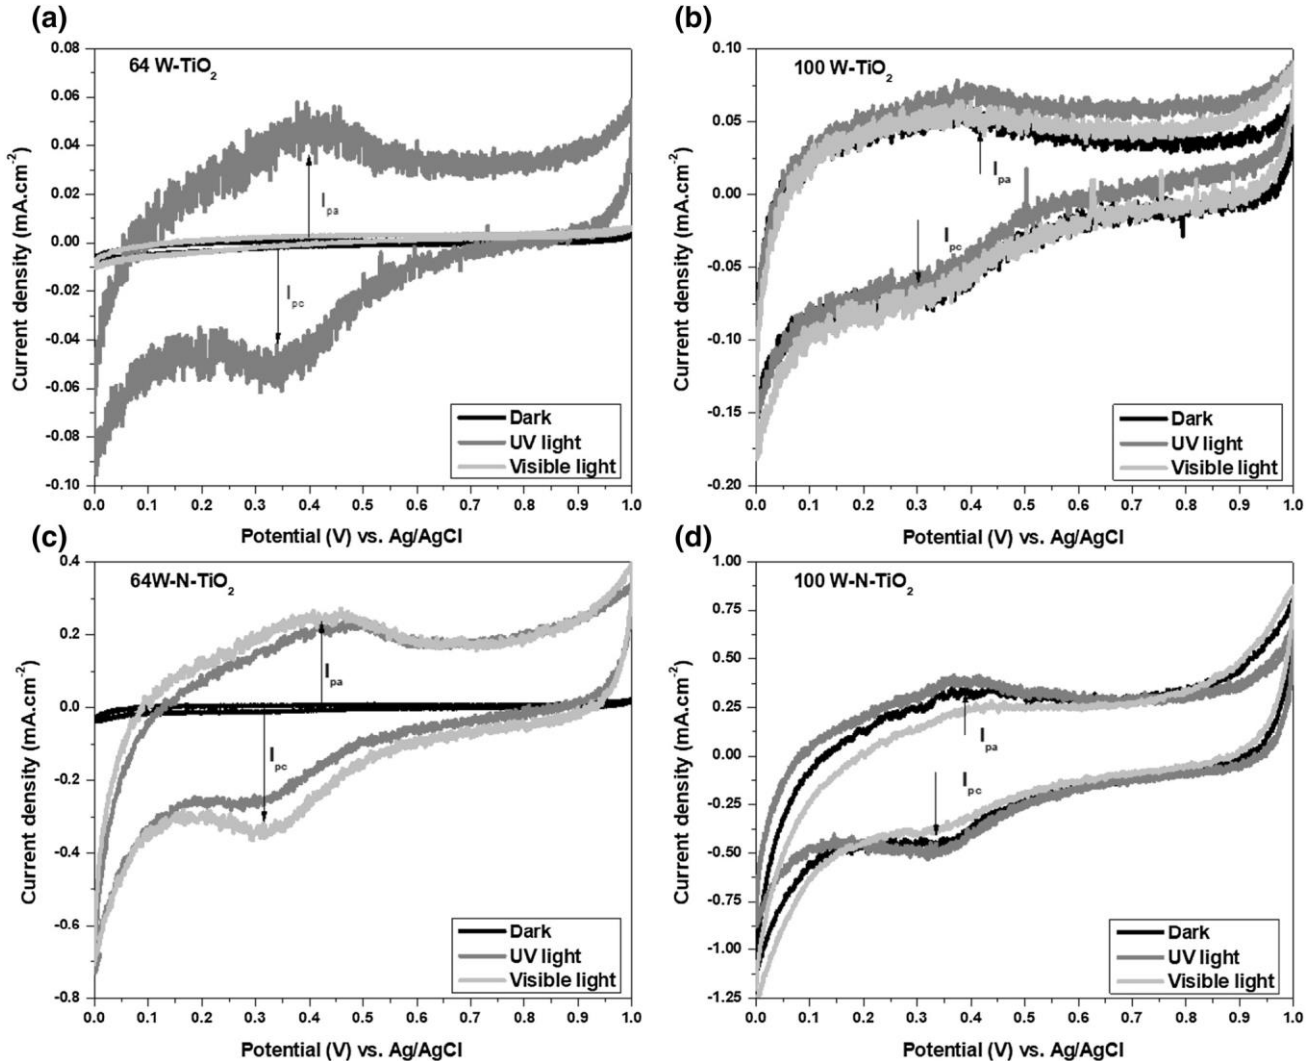 (a)
64 W-TiO2
0.08
0.06
0.04
0.02
0.00
-0.02
-0.04
-0.06
-0.08
-0.10
Current density (mA.cm-2)
Ipa
Ipc
Dark
UV light
Visible light
0.0 0.1 0.2 0.3 0.4 0.5 0.6 0.7 0.8 0.9 1.0
Potential (V) vs. Ag/AgCl
(b)
100 W-TiO2
0.10
0.05
0.00
-0.05
-0.10
-0.15
-0.20
Current density (mA.cm-2)
Ipa
Ipc
Dark
UV light
Visible light
0.0 0.1 0.2 0.3 0.4 0.5 0.6 0.7 0.8 0.9 1.0
Potential (V) vs. Ag/AgCl
(c)
64W-N-TiO2
0.4
0.2
0.0
-0.2
-0.4
-0.6
-0.8
Current density (mA.cm-2)
Ipa
Ipc
Dark
UV light
Visible light
0.0 0.1 0.2 0.3 0.4 0.5 0.6 0.7 0.8 0.9 1.0
Potential (V) vs. Ag/AgCl
(d)
100 W-N-TiO2
1.00
0.75
0.50
0.25
0.00
-0.25
-0.50
-0.75
-1.00
-1.25
Current density (mA.cm-2)
Ipa
Ipc
Dark
UV light
Visible light
0.0 0.1 0.2 0.3 0.4 0.5 0.6 0.7 0.8 0.9 1.0
Potential (V) vs. Ag/AgCl